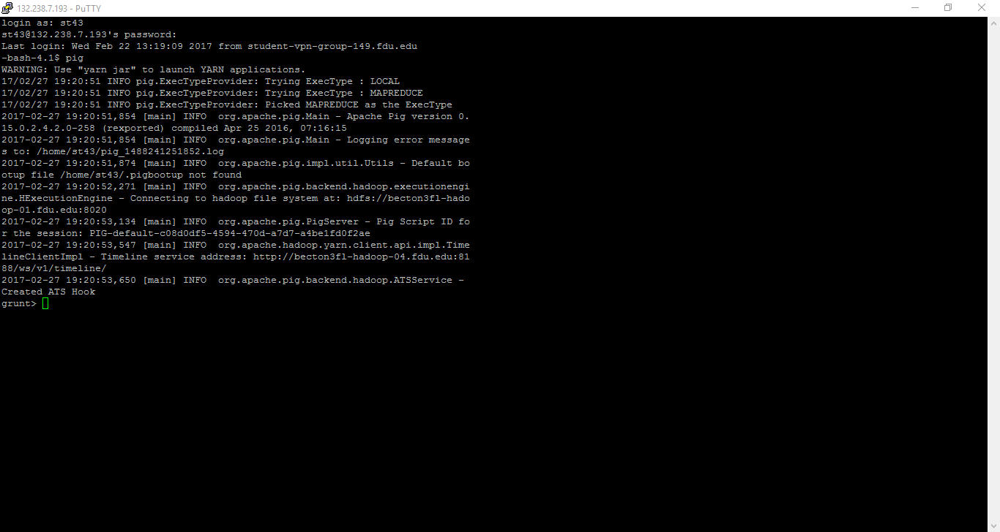 132.238.7.193 - PuTTY
login as: st43
st43@132.238.7.193's password:
Last login: Wed Feb 22 13:19:09 2017 from student-vpn-group-149.fdu.edu
-bash-4.1$ pig
WARNING: Use "yarn jar" to launch YARN applications.
17/02/27 19:20:51 INFO pig.ExecTypeProvider: Trying ExecType : LOCAL
17/02/27 19:20:51 INFO pig.ExecTypeProvider: Trying ExecType : MAPREDUCE
17/02/27 19:20:51 INFO pig.ExecTypeProvider: Picked MAPREDUCE as the ExecType
2017-02-27 19:20:51,854 [main] INFO  org.apache.pig.Main - Apache Pig version 0.
15.0.2.4.2.0-258 (rexported) compiled Apr 25 2016, 07:16:15
2017-02-27 19:20:51,854 [main] INFO  org.apache.pig.Main - Logging error message
s to: /home/st43/pig_1488241251852.log
2017-02-27 19:20:51,874 [main] INFO  org.apache.pig.impl.util.Utils - Default bo
otup file /home/st43/.pigbootup not found
2017-02-27 19:20:52,271 [main] INFO  org.apache.pig.backend.hadoop.executionengi
ne.HExecutionEngine - Connecting to hadoop file system at: hdfs://becton3fl-hado
op-01.fdu.edu:8020
2017-02-27 19:20:53,134 [main] INFO  org.apache.pig.PigServer - Pig Script ID fo
r the session: PIG-default-c08d0df5-4594-470d-a7d7-a4be1fd0f2ae
2017-02-27 19:20:53,547 [main] INFO  org.apache.hadoop.yarn.client.api.impl.Time
lineClientImpl - Timeline service address: http://becton3fl-hadoop-04.fdu.edu:81
88/ws/v1/timeline/
2017-02-27 19:20:53,650 [main] INFO  org.apache.pig.backend.hadoop.ATSService -
Created ATS Hook
grunt>